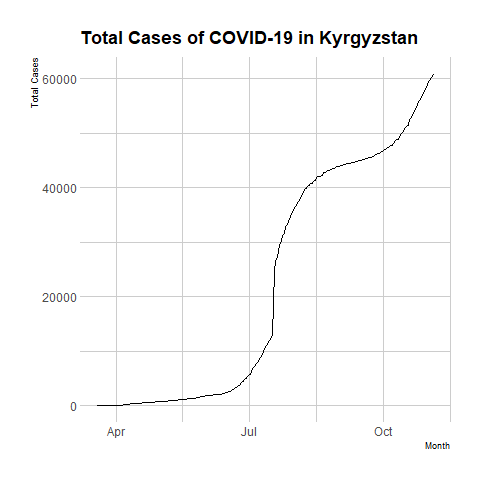 Total Cases of COVID-19 in Kyrgyzstan
Total Cases
60000
40000
20000
0
Apr Jul Oct
Month